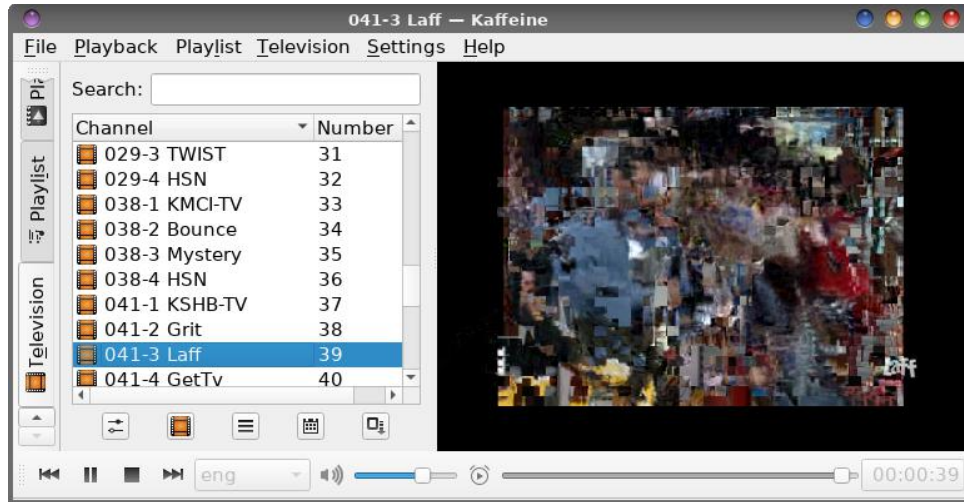 041-3 Laff — Kaffeine
File Playback Playlist Television Settings Help
Pl
Playlist
Television
Search:
Channel Number
029-3 TWIST 31
029-4 HSN 32
038-1 KMCI-TV 33
038-2 Bounce 34
038-3 Mystery 35
038-4 HSN 36
041-1 KSHB-TV 37
041-2 Grit 38
041-3 Laff 39
041-4 GetTv 40
Laff
eng
00:00:39